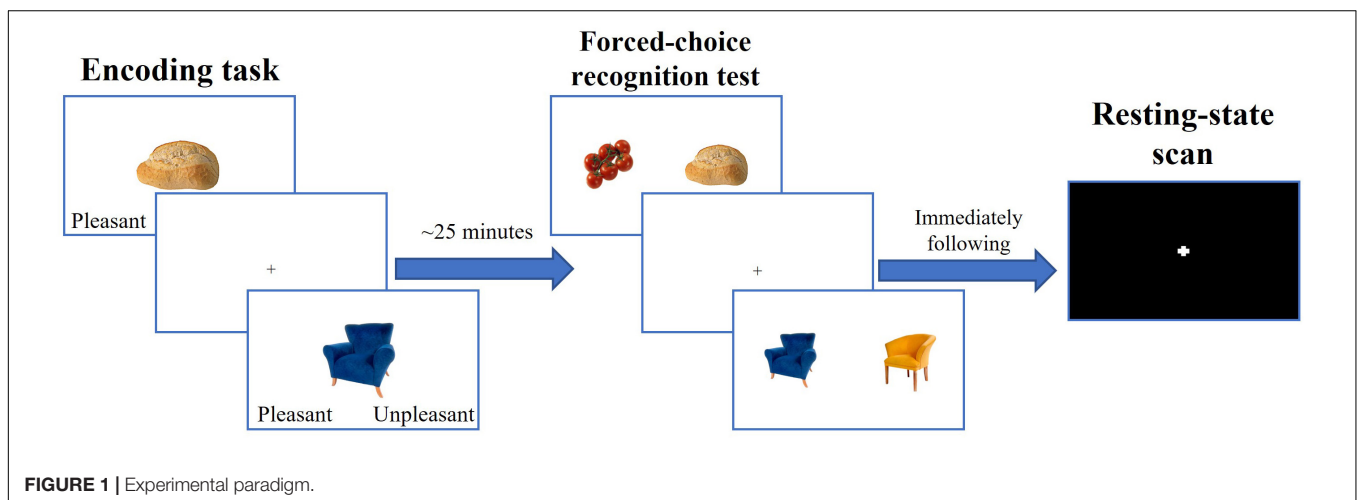 Encoding task
Pleasant
+
Pleasant Unpleasant
~25 minutes
Forced-choice
recognition test
+
Immediately
following
Resting-state
scan
FIGURE 1 | Experimental paradigm.